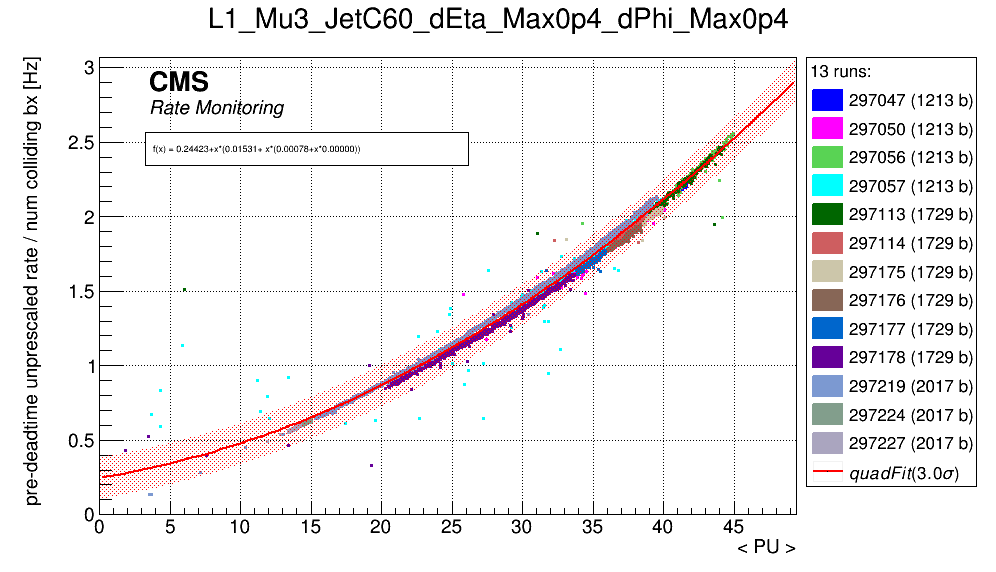 L1_Mu3_JetC60_dEta_Max0p4_dPhi_Max0p4
pre-deadtime unprescaled rate / num colliding bx [Hz]
CMS
Rate Monitoring
f(x) = 0.24423+x*(0.01531+ x*(0.00078+x*0.00000))
3
2.5
2
1.5
1
0.5
0
0 5 10 15 20 25 30 35 40 45
< PU >
13 runs:
297047 (1213 b)
297050 (1213 b)
297056 (1213 b)
297057 (1213 b)
297113 (1729 b)
297114 (1729 b)
297175 (1729 b)
297176 (1729 b)
297177 (1729 b)
297178 (1729 b)
297219 (2017 b)
297224 (2017 b)
297227 (2017 b)
quadFit(3.0σ)